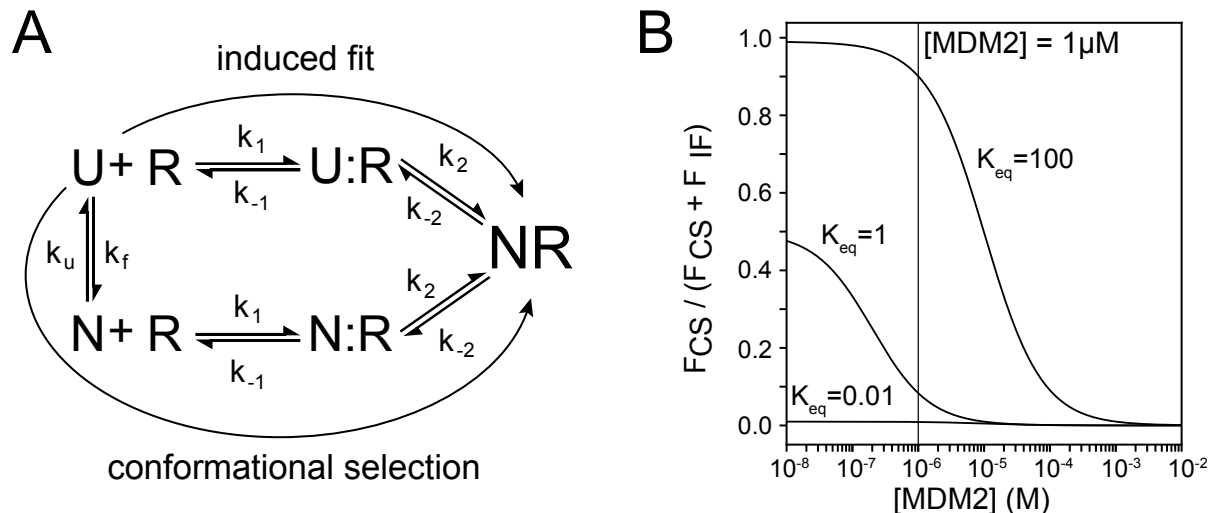 A
induced fit
U+ R k₁ k₋₁ U:R k₂ k₋₂
kᵤ k_f NR
N+ R k₁ k₋₁ N:R k₂ k₋₂
conformational selection
B
[MDM2] = 1µM
Keq=100
Keq=1
Keq=0.01
FCS / (FCS + FIF)
1.0
0.8
0.6
0.4
0.2
0.0
10⁻⁸ 10⁻⁷ 10⁻⁶ 10⁻⁵ 10⁻⁴ 10⁻³ 10⁻²
[MDM2] (M)